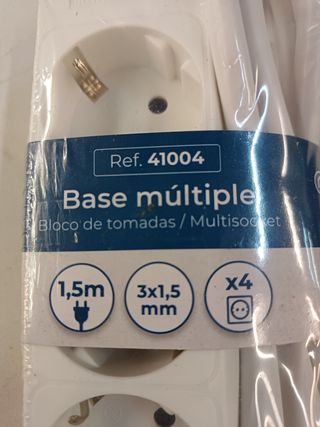 Ref. 41004
Base múltiple
Bloco de tomadas / Multisocket
1,5m
3x1,5
mm
x4